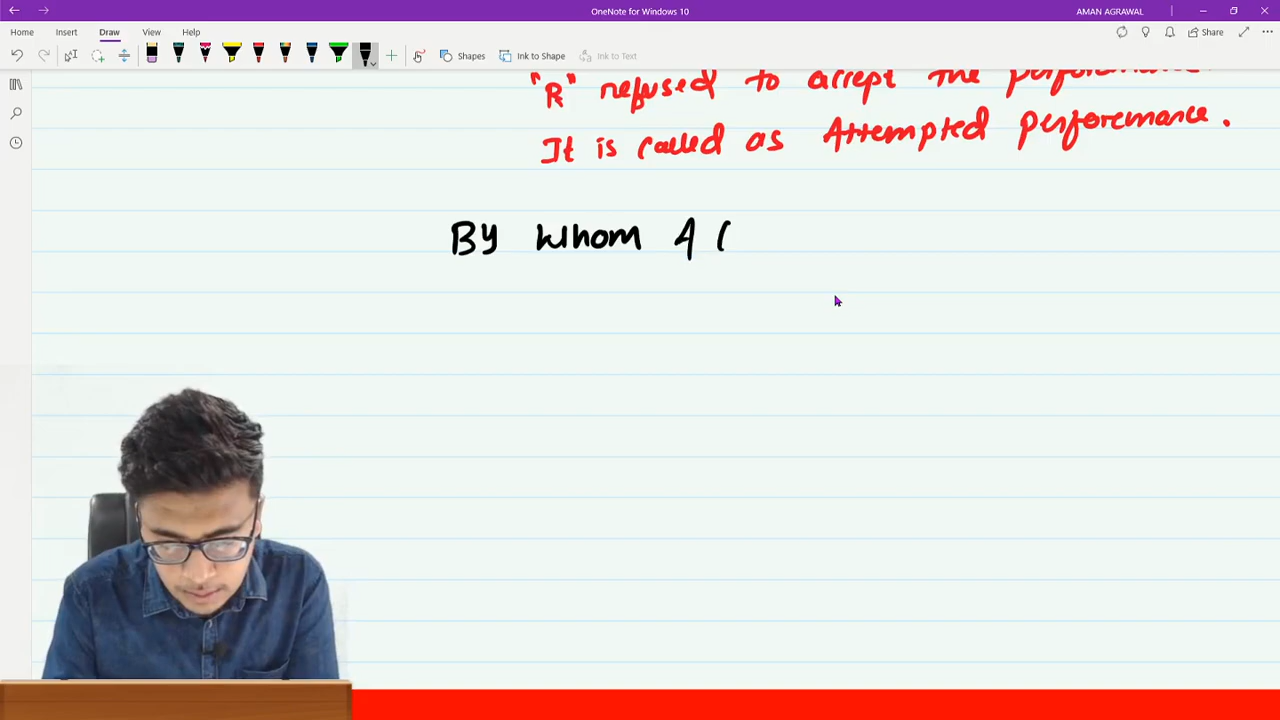 OneNote for Windows 10
AMAN AGRAWAL
Home Insert Draw View Help
Share
Shapes Ink to Shape Ink to Text
"R" refused to accept the performance.
It is called as Attempted performance.
By Whom A (